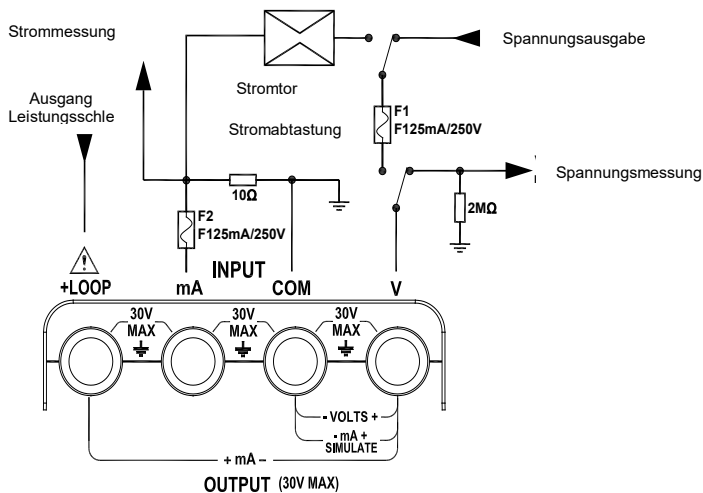 Strommessung
Spannungsausgabe
Ausgang
Leistungsschle
Stromtor
Stromabtastung
F1
F125mA/250V
Spannungsmessung
10Ω
2MΩ
F2
F125mA/250V
INPUT
+LOOP
mA
COM
V
30V
MAX
30V
MAX
30V
MAX
- VOLTS +
- mA +
SIMULATE
+ mA -
OUTPUT (30V MAX)